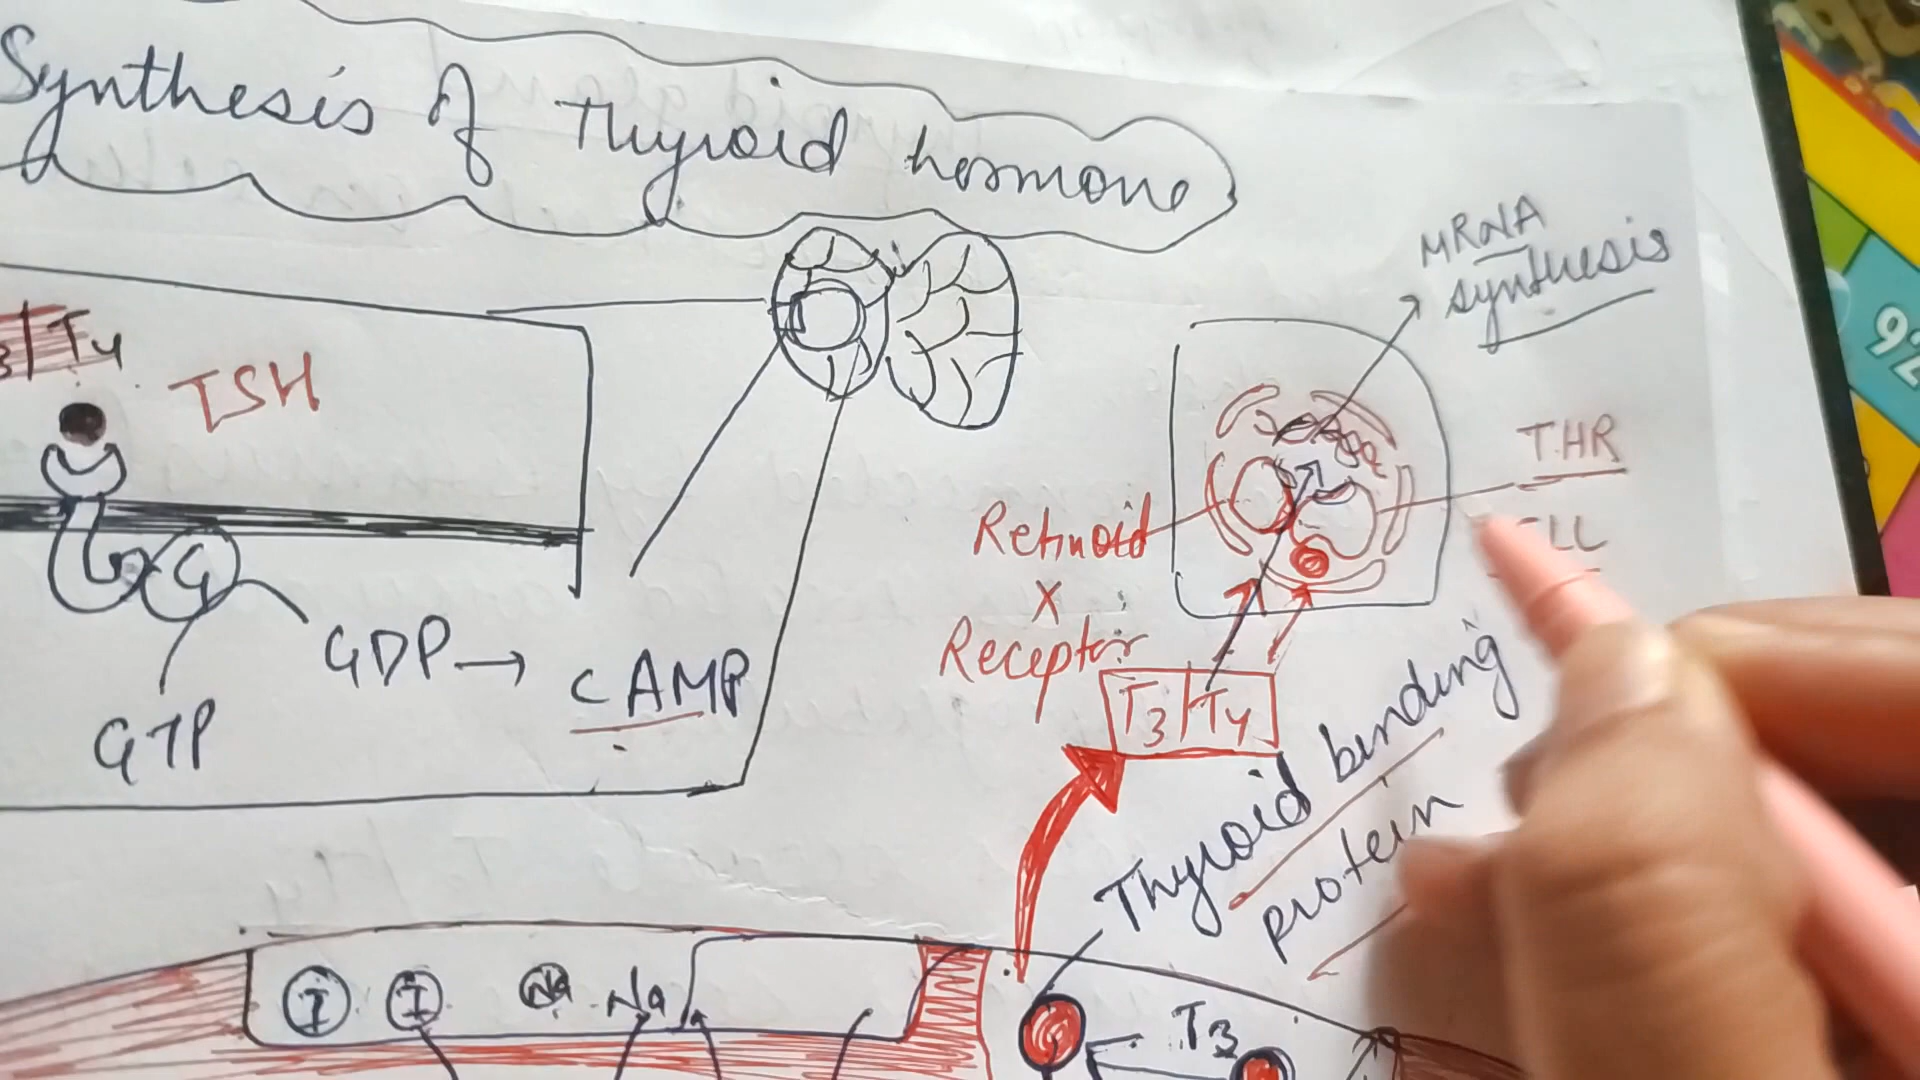 Synthesis of Thyroid hormone
MRNA
synthesis
T4
TSH
THR
Retinoid
X
Receptor
G
GDP → CAMP
GTP
T3 | T4
Thyroid binding
protein
I I Na Na
T3
92